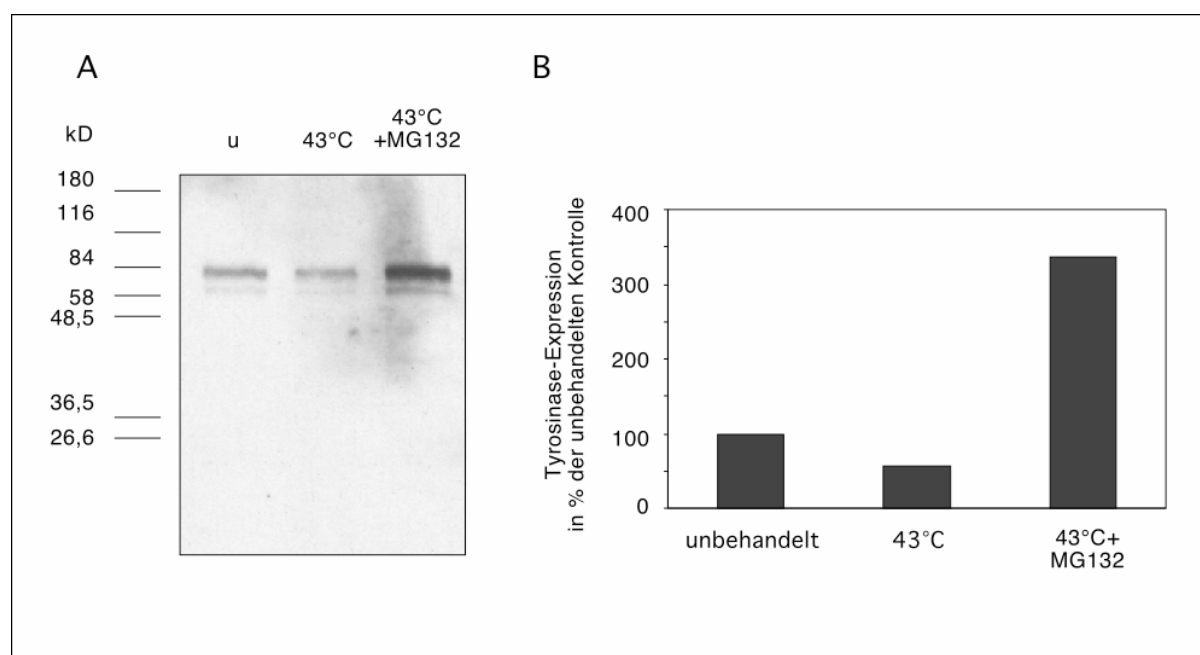 A
kD
u
43°C
43°C
+MG132
180
116
84
58
48,5
36,5
26,6
B
Tyrosinase-Expression
in % der unbehandelten Kontrolle
400
300
200
100
0
unbehandelt
43°C
43°C+
MG132